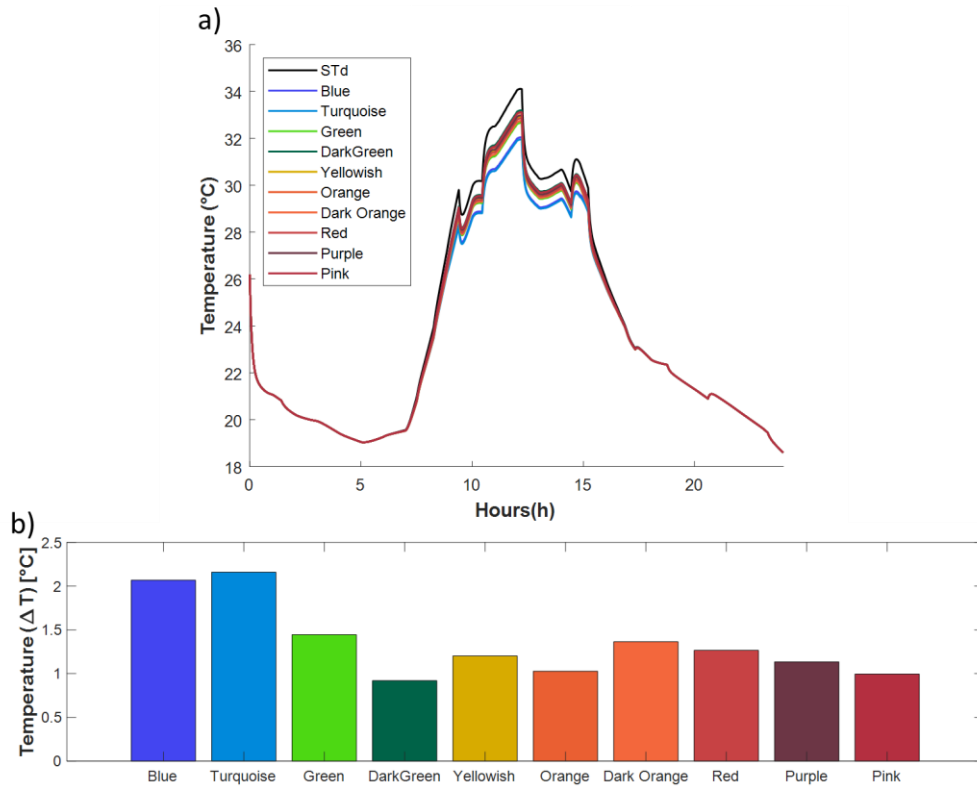 a)
Temperature (°C)
36
34
32
30
28
26
24
22
20
18
STd
Blue
Turquoise
Green
DarkGreen
Yellowish
Orange
Dark Orange
Red
Purple
Pink
0 5 10 15 20
Hours(h)
b)
Temperature (Δ T) [°C]
2.5
2
1.5
1
0.5
0
Blue Turquoise Green DarkGreen Yellowish Orange Dark Orange Red Purple Pink